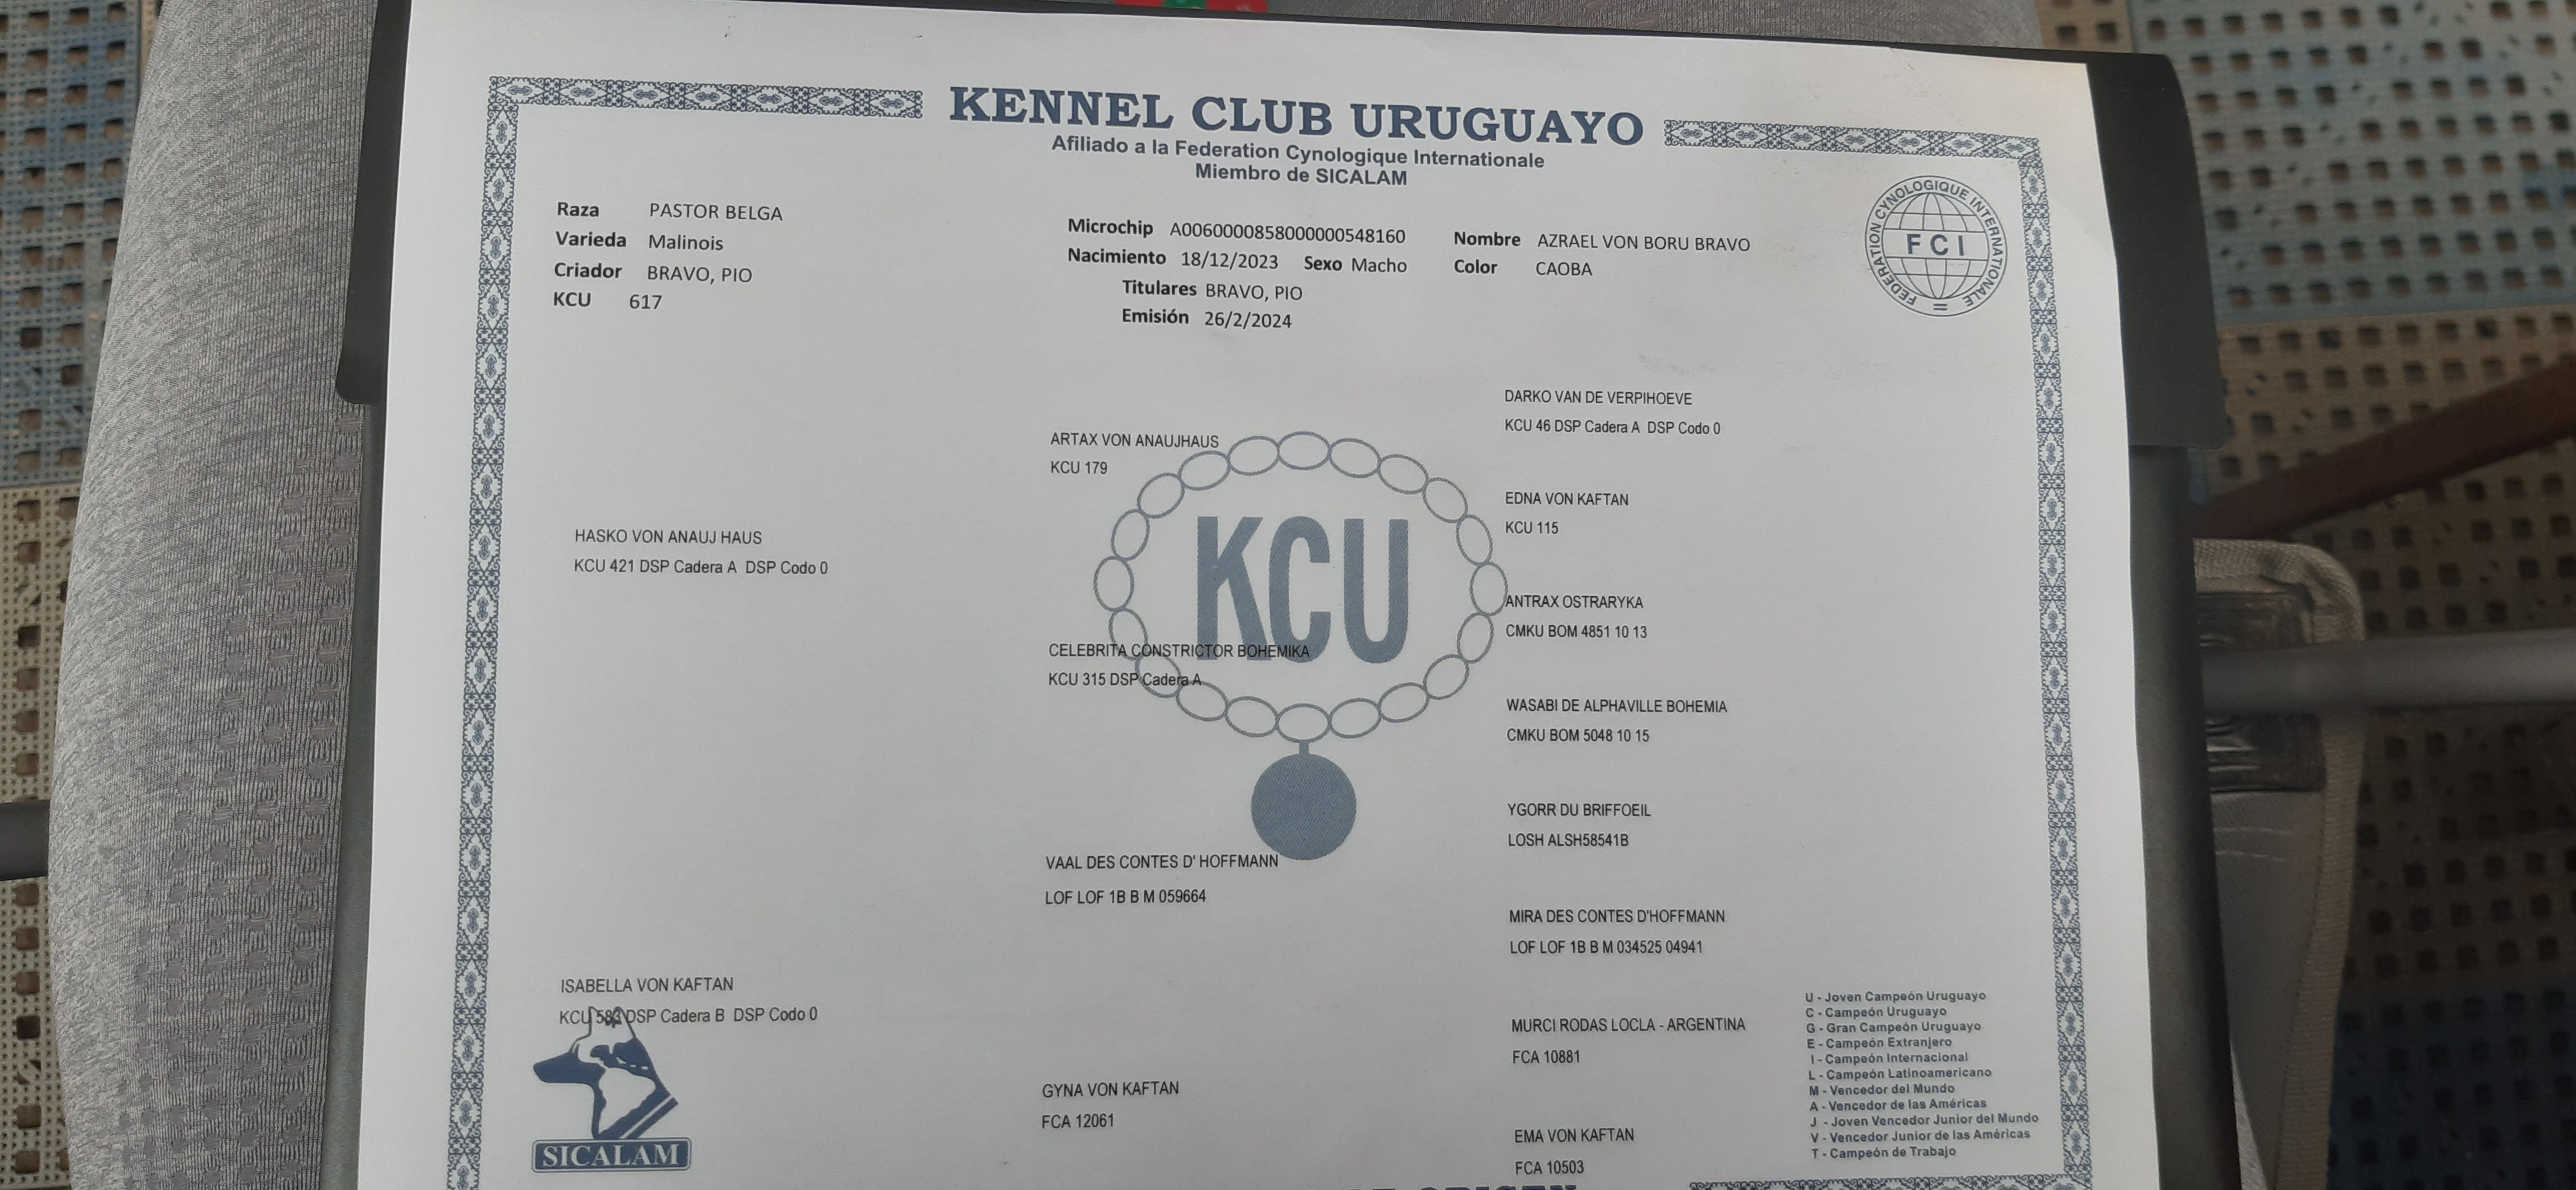 KENNEL CLUB URUGUAYO
Afiliado a la Federation Cynologique Internationale
Miembro de SICALAM
FEDERATION CYNOLOGIQUE INTERNATIONALE
FCI
Raza PASTOR BELGA
Varieda Malinois
Criador BRAVO, PIO
KCU 617
Microchip A0060000858000000548160
Nacimiento 18/12/2023 Sexo Macho
Titulares BRAVO, PIO
Emisión 26/2/2024
Nombre AZRAEL VON BORU BRAVO
Color CAOBA
HASKO VON ANAUJ HAUS
KCU 421 DSP Cadera A DSP Codo 0
ISABELLA VON KAFTAN
KCU DSP Cadera B DSP Codo 0
SICALAM
ARTAX VON ANAUJHAUS
KCU 179
KCU
CELEBRITA CONSTRICTOR BOHEMIKA
KCU 315 DSP Cadera A
VAAL DES CONTES D' HOFFMANN
LOF LOF 1B B M 059664
GYNA VON KAFTAN
FCA 12061
DARKO VAN DE VERPIHOEVE
KCU 46 DSP Cadera A DSP Codo 0
EDNA VON KAFTAN
KCU 115
ANTRAX OSTRARYKA
CMKU BOM 4851 10 13
WASABI DE ALPHAVILLE BOHEMIA
CMKU BOM 5048 10 15
YGORR DU BRIFFOEIL
LOSH ALSH58541B
MIRA DES CONTES D'HOFFMANN
LOF LOF 1B B M 034525 04941
MURCI RODAS LOCLA - ARGENTINA
FCA 10881
EMA VON KAFTAN
FCA 10503
U - Joven Campeón Uruguayo
C - Campeón Uruguayo
G - Gran Campeón Uruguayo
E - Campeón Extranjero
I - Campeón Internacional
L - Campeón Latinoamericano
M - Vencedor del Mundo
A - Vencedor de las Américas
J - Joven Vencedor Junior del Mundo
V - Vencedor Junior de las Américas
T - Campeón de Trabajo